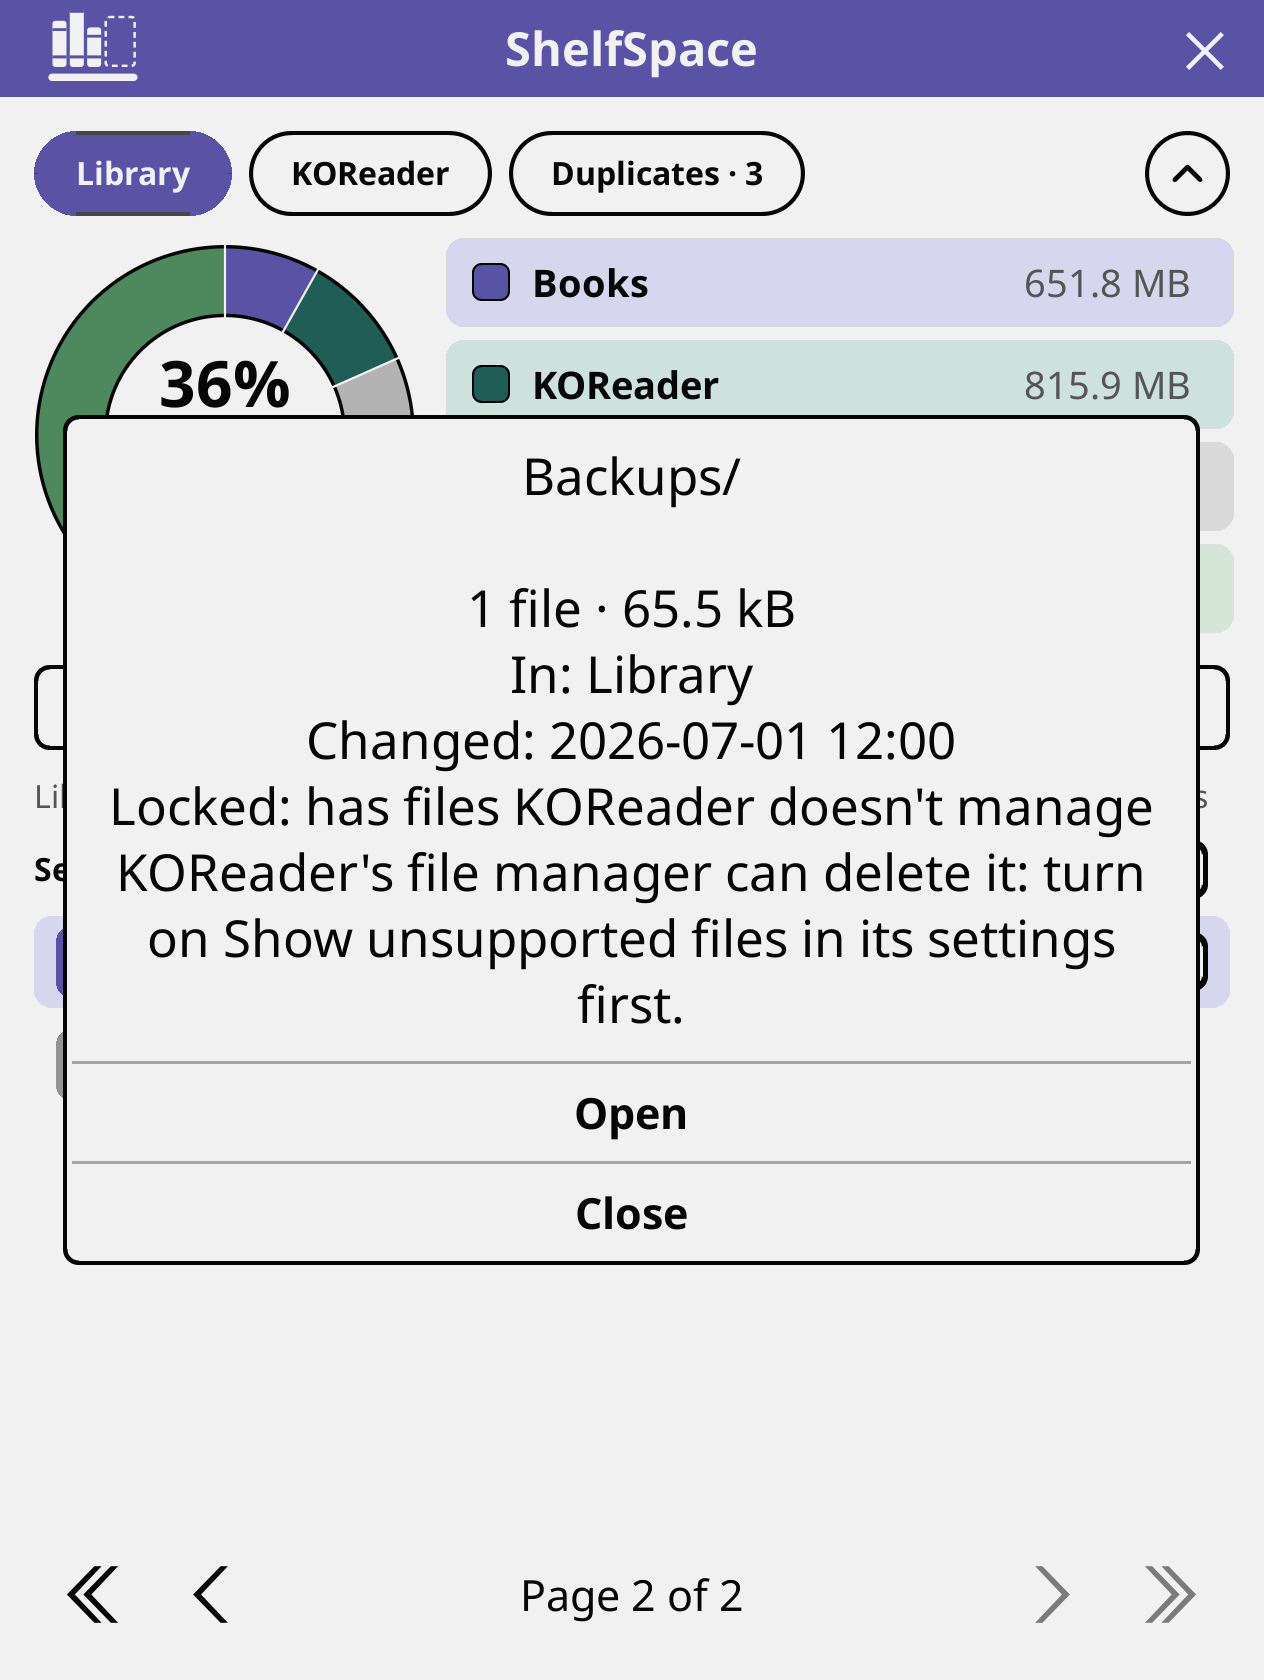 ShelfSpace
Library
KOReader
Duplicates · 3
Books 651.8 MB
KOReader 815.9 MB
36%
Backups/
1 file · 65.5 kB
In: Library
Changed: 2026-07-01 12:00
Locked: has files KOReader doesn't manage
KOReader's file manager can delete it: turn
on Show unsupported files in its settings
first.
Open
Close
Page 2 of 2